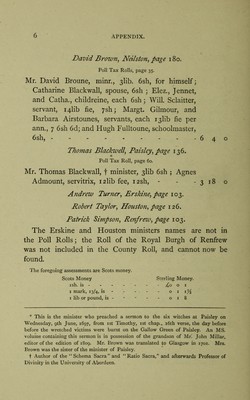 6 APPENDIX.
David Brown, Nilston, page 180.
Poll Tax Rolls, page 59
Mr. David Broune, minr., 3lib. 6sh, for himself;
Catharine Blackwall, spouse, 6sh ; Elez., Jennet,
and Catha., childreine, each 6sh ; Will. Sclaitter,
servant, 14lib fie, 7sh ; Margt. Gilmour, and
Barbara Airstounes, servants, each 13lib fie per
ann., 7 6sh 6d; and Hugh Fulltoune, schoolmaster,
6sh, - - - - - - - - 6 4 0
Thomas Blackwell, Paisley, page 136.
Poll Tax Roll, page 60.
Mr. Thomas Blackwall, † minister, 3lib 6sh ; Agnes
Admount, servitrix, 12lib fee, 12sh, - - - 3 18 0
Andrew Turner, Erskine, page 103.
Robert Taylor, Houston, page 126.
Patrick Simpson, Renfrew, page 103.
The Erskine and Houston ministers names are not in
the Poll Rolls; the Roll of the Royal Burgh of Renfrew
was not included in the County Roll, and cannot now be
found.
The foregoing assessments are Scots money.
Scots Money Sterling Money.
12s. is - - - - - - £0 0 1
1 mark, 13/4, is - - - - - 0 1 1⅓
1 lib or pound, is - - - - - 0 1 8
* This is the minister who preached a sermon to the six witches at Paisley on
Wednesday, 9th June, 1697, from 1st Timothy, 1st chap., 16th verse, the day before
before the wretched victims were burnt on the Gallow Green of Paisley. An MS.
volume containing this sermon is in possession of the grandson of Mr. John Millar,
editor of the edition of 1809. Mr. Brown was translated to Glasgow in 1700. Mrs.
Brown was the sister of the minister of Paisley.
† Author of the "Schema Sacra" and "Ratio Sacra," and afterwards Professor of
Divinity in the University of Aberdeen.